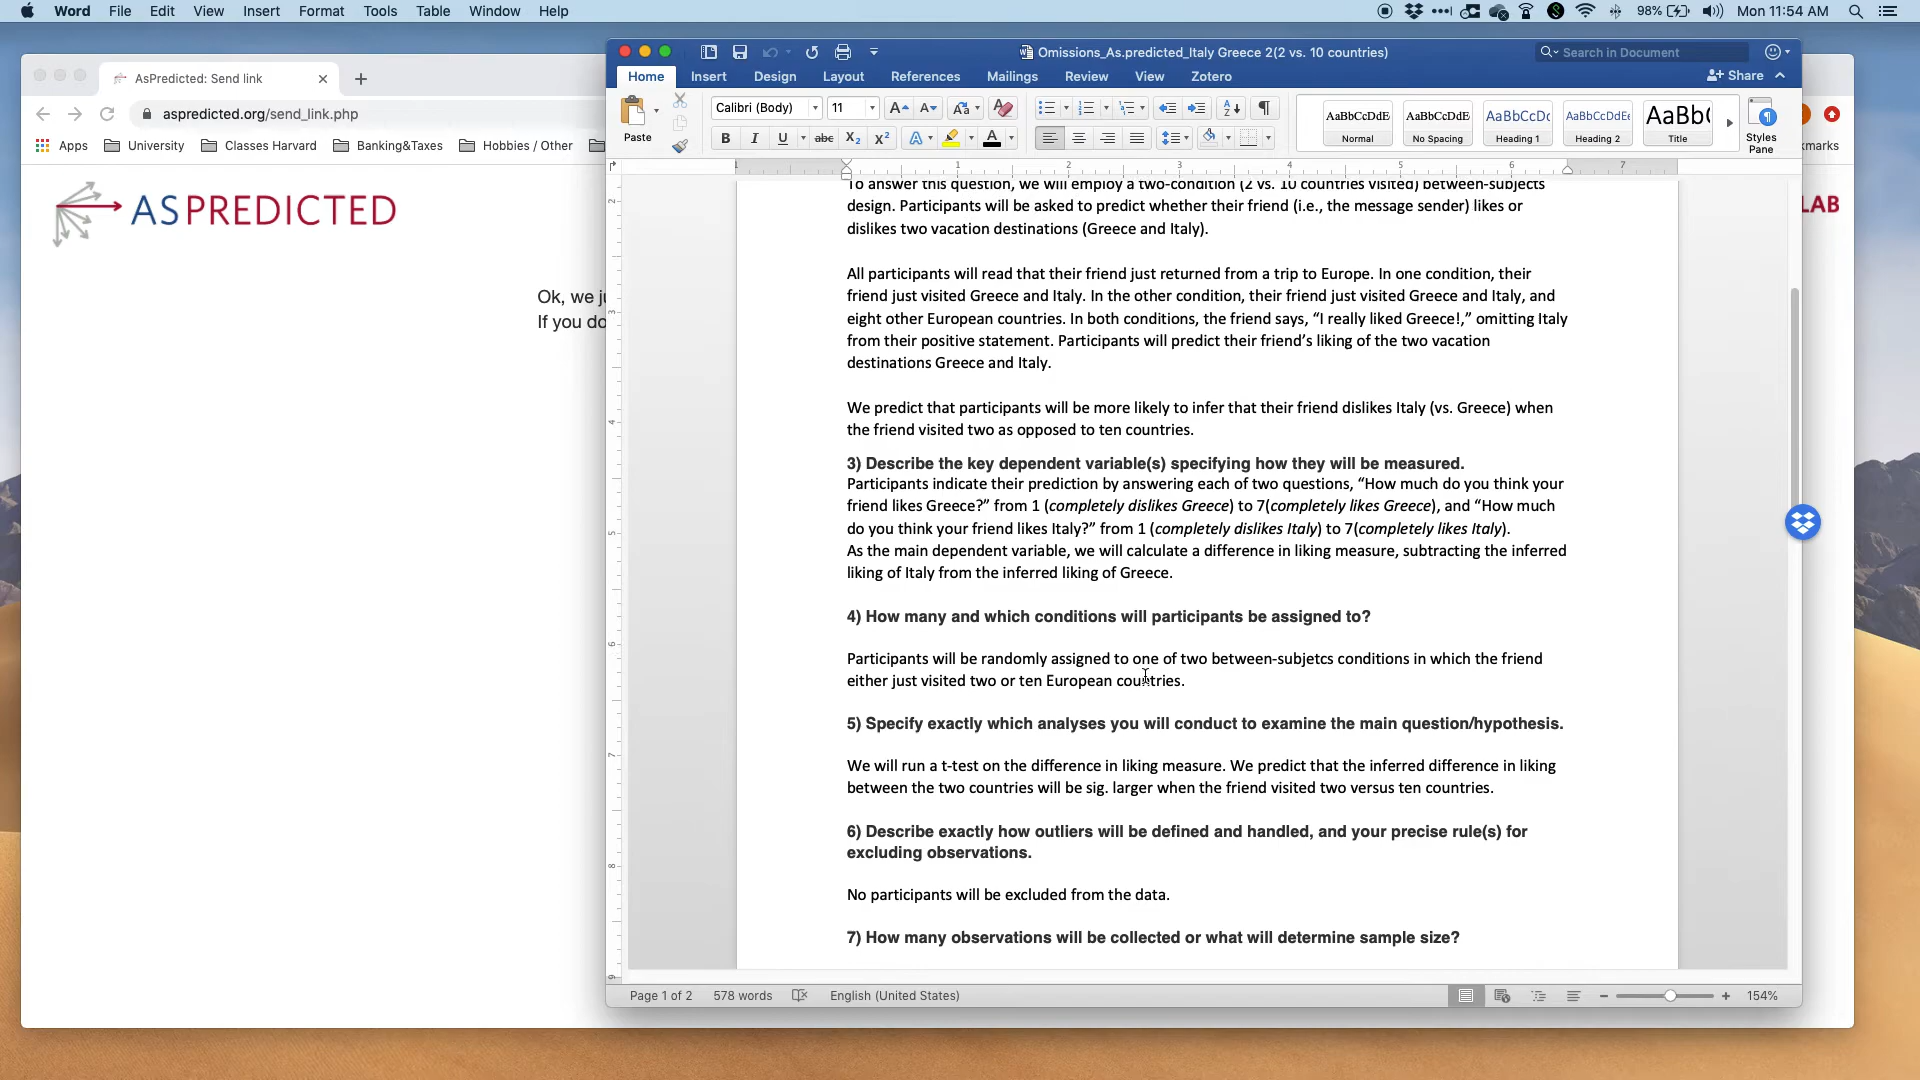 Word File Edit View Insert Format Tools Table Window Help
98% Mon 11:54 AM
Omissions_As.predicted_Italy Greece 2(2 vs. 10 countries)
Search in Document
AsPredicted: Send link
Home Insert Design Layout References Mailings Review View Zotero
Share
aspredicted.org/send_link.php
Paste
Calibri (Body) 11
AaBbCcDdE AaBbCcDdE AaBbCcDc AaBbCcDdEe AaBb(
Normal No Spacing Heading 1 Heading 2 Title
Styles
Pane
Apps University Classes Harvard Banking&Taxes Hobbies / Other
kmarks
ASPREDICTED
LAB
Ok, we ju
If you do
To answer this question, we will employ a two-condition (2 vs. 10 countries visited) between-subjects
design. Participants will be asked to predict whether their friend (i.e., the message sender) likes or
dislikes two vacation destinations (Greece and Italy).
All participants will read that their friend just returned from a trip to Europe. In one condition, their
friend just visited Greece and Italy. In the other condition, their friend just visited Greece and Italy, and
eight other European countries. In both conditions, the friend says, “I really liked Greece!,” omitting Italy
from their positive statement. Participants will predict their friend’s liking of the two vacation
destinations Greece and Italy.
We predict that participants will be more likely to infer that their friend dislikes Italy (vs. Greece) when
the friend visited two as opposed to ten countries.
3) Describe the key dependent variable(s) specifying how they will be measured.
Participants indicate their prediction by answering each of two questions, “How much do you think your
friend likes Greece?” from 1 (completely dislikes Greece) to 7(completely likes Greece), and “How much
do you think your friend likes Italy?” from 1 (completely dislikes Italy) to 7(completely likes Italy).
As the main dependent variable, we will calculate a difference in liking measure, subtracting the inferred
liking of Italy from the inferred liking of Greece.
4) How many and which conditions will participants be assigned to?
Participants will be randomly assigned to one of two between-subjetcs conditions in which the friend
either just visited two or ten European countries.
5) Specify exactly which analyses you will conduct to examine the main question/hypothesis.
We will run a t-test on the difference in liking measure. We predict that the inferred difference in liking
between the two countries will be sig. larger when the friend visited two versus ten countries.
6) Describe exactly how outliers will be defined and handled, and your precise rule(s) for
excluding observations.
No participants will be excluded from the data.
7) How many observations will be collected or what will determine sample size?
Page 1 of 2 578 words English (United States) 154%